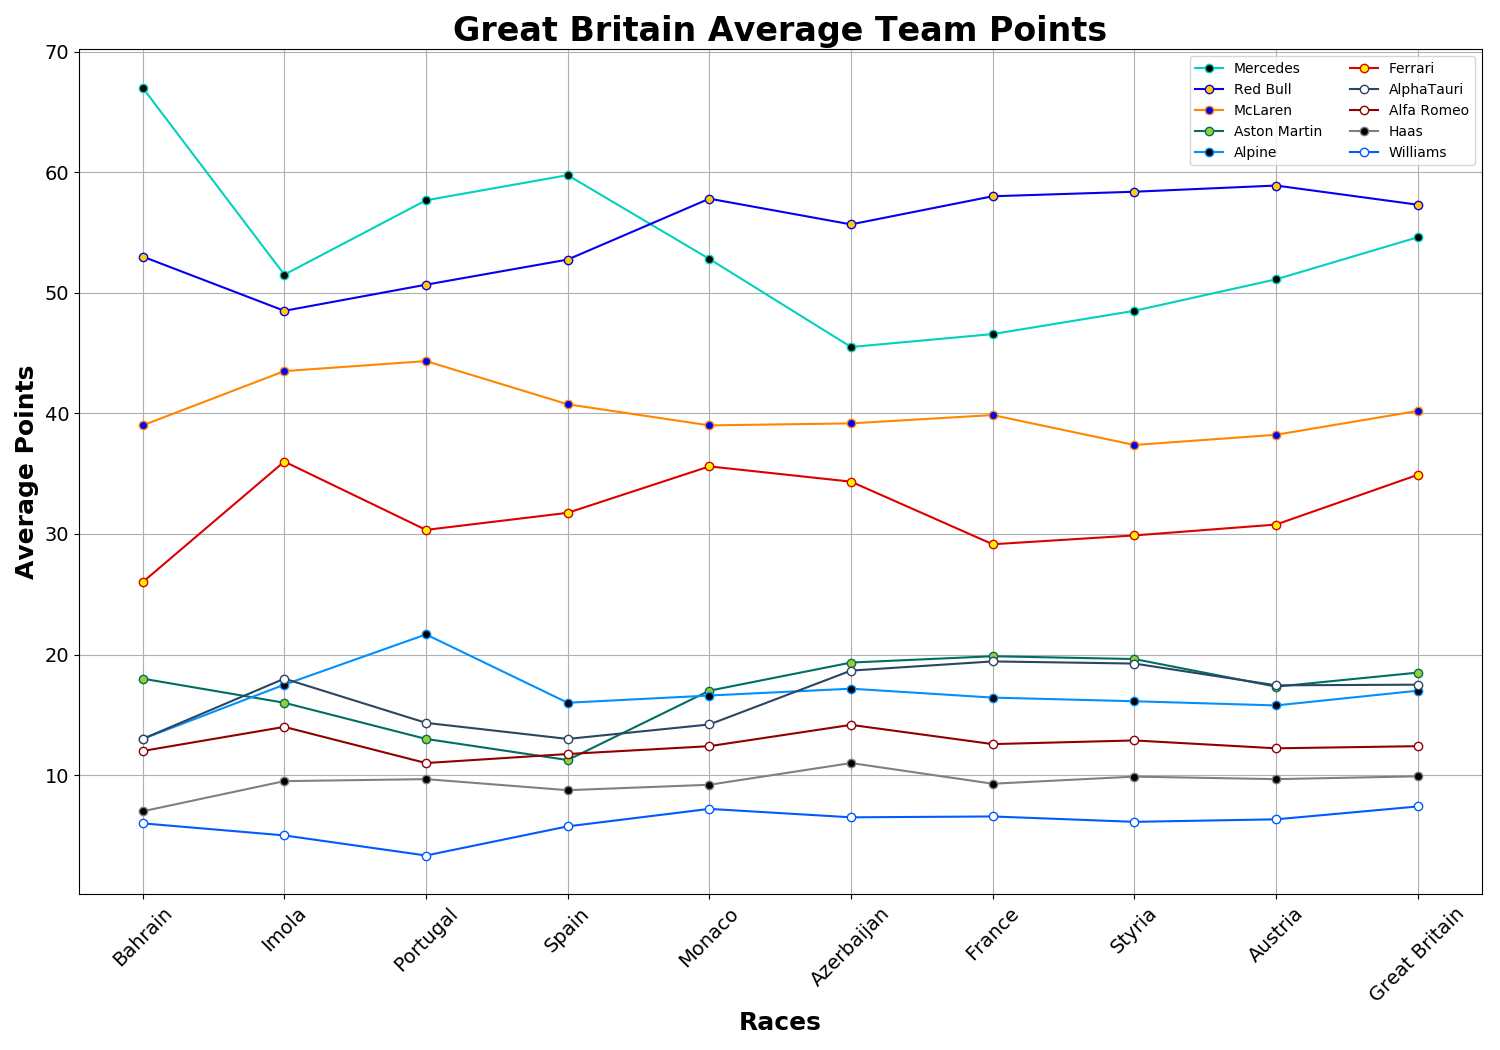 Great Britain Average Team Points
70
60
50
40
30
20
10
Average Points
Mercedes
Red Bull
McLaren
Aston Martin
Alpine
Ferrari
AlphaTauri
Alfa Romeo
Haas
Williams
Bahrain
Imola
Portugal
Spain
Monaco
Azerbaijan
France
Styria
Austria
Great Britain
Races